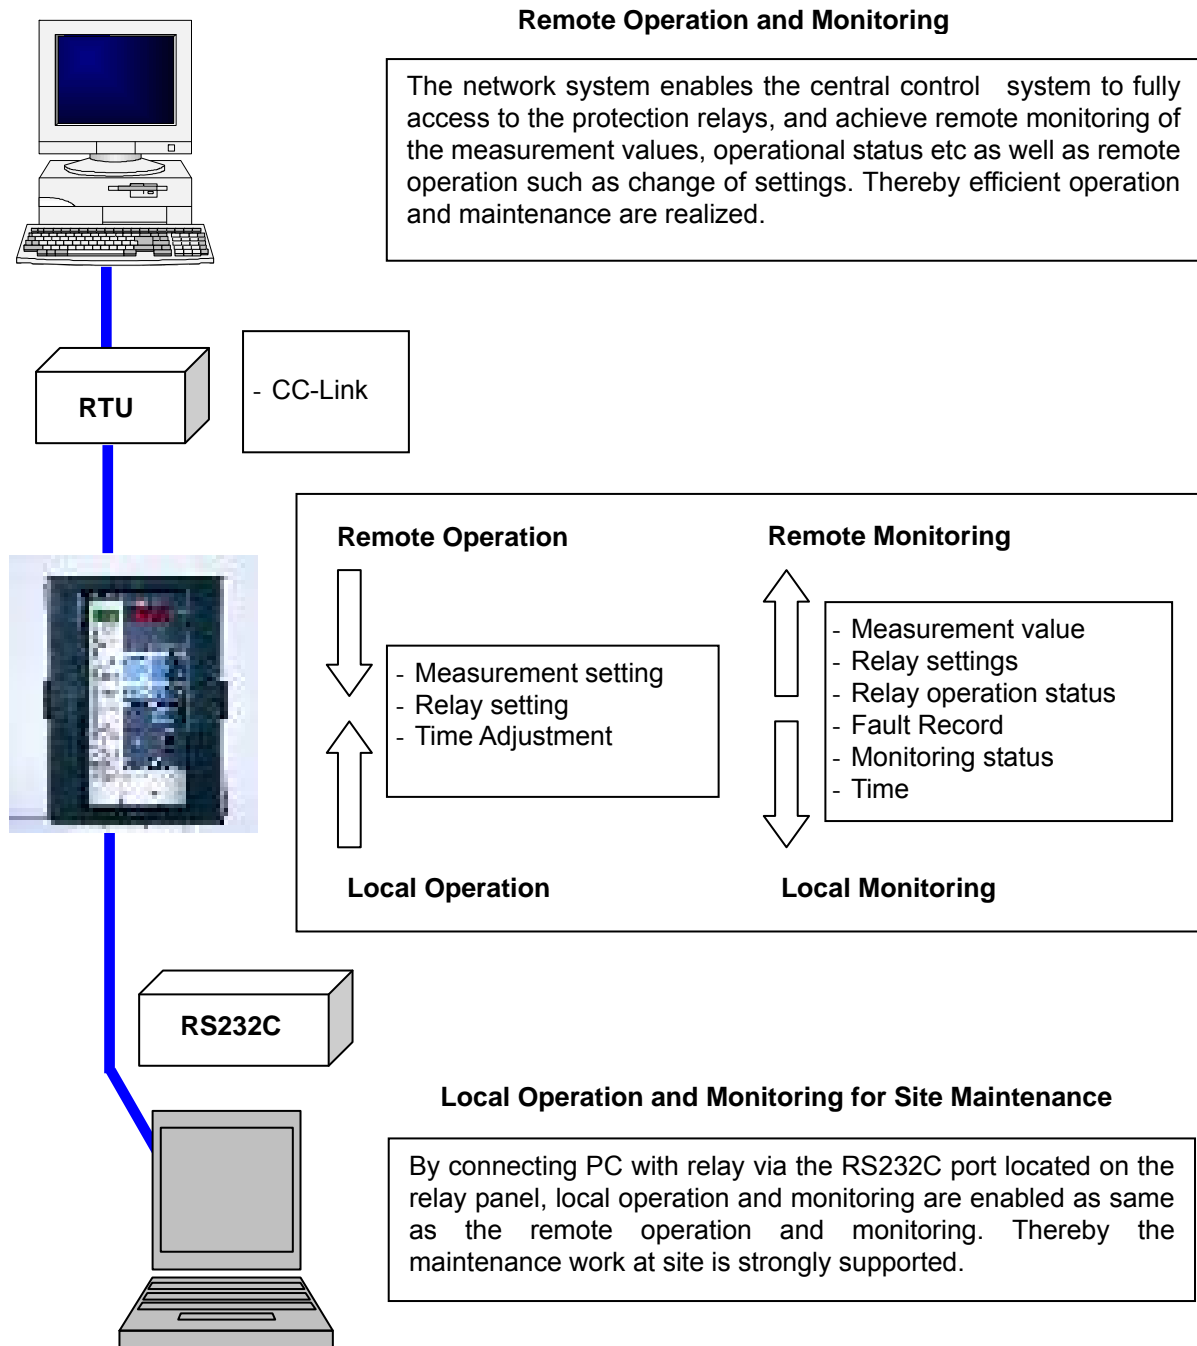 Remote Operation and Monitoring
The network system enables the central control system to fully
access to the protection relays, and achieve remote monitoring of
the measurement values, operational status etc as well as remote
operation such as change of settings. Thereby efficient operation
and maintenance are realized.
RTU
- CC-Link
Remote Operation
- Measurement setting
- Relay setting
- Time Adjustment
Local Operation
Remote Monitoring
- Measurement value
- Relay settings
- Relay operation status
- Fault Record
- Monitoring status
- Time
Local Monitoring
RS232C
Local Operation and Monitoring for Site Maintenance
By connecting PC with relay via the RS232C port located on the
relay panel, local operation and monitoring are enabled as same
as the remote operation and monitoring. Thereby the
maintenance work at site is strongly supported.